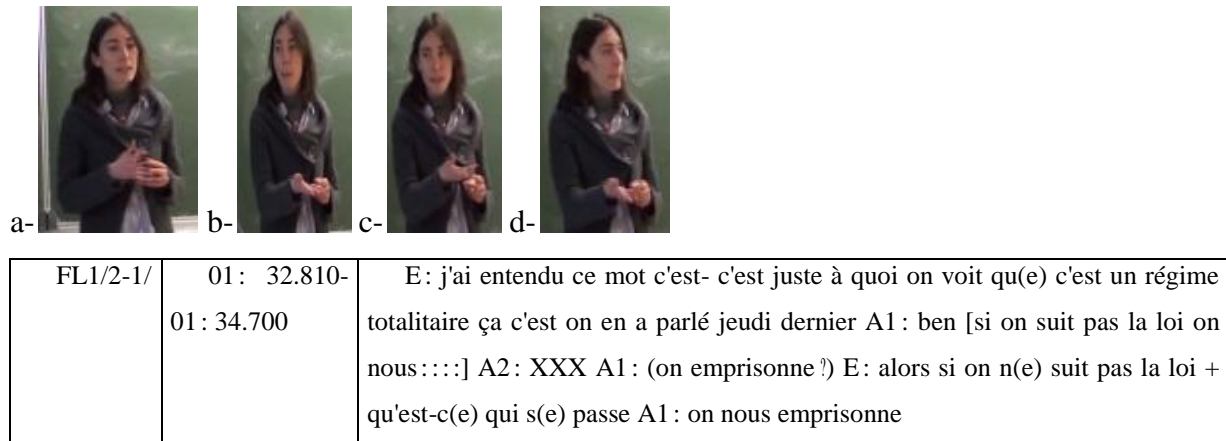 a- b- c- d-
FL1/2-1/ 01: 32.810- E: j'ai entendu ce mot c'est- c'est juste à quoi on voit qu(e) c'est un régime
01: 34.700 totalitaire ça c'est on en a parlé jeudi dernier A1: ben [si on suit pas la loi on
nous::::] A2: XXX A1: (on emprisonne?) E: alors si on n(e) suit pas la loi +
qu'est-c(e) qui s(e) passe A1: on nous emprisonne